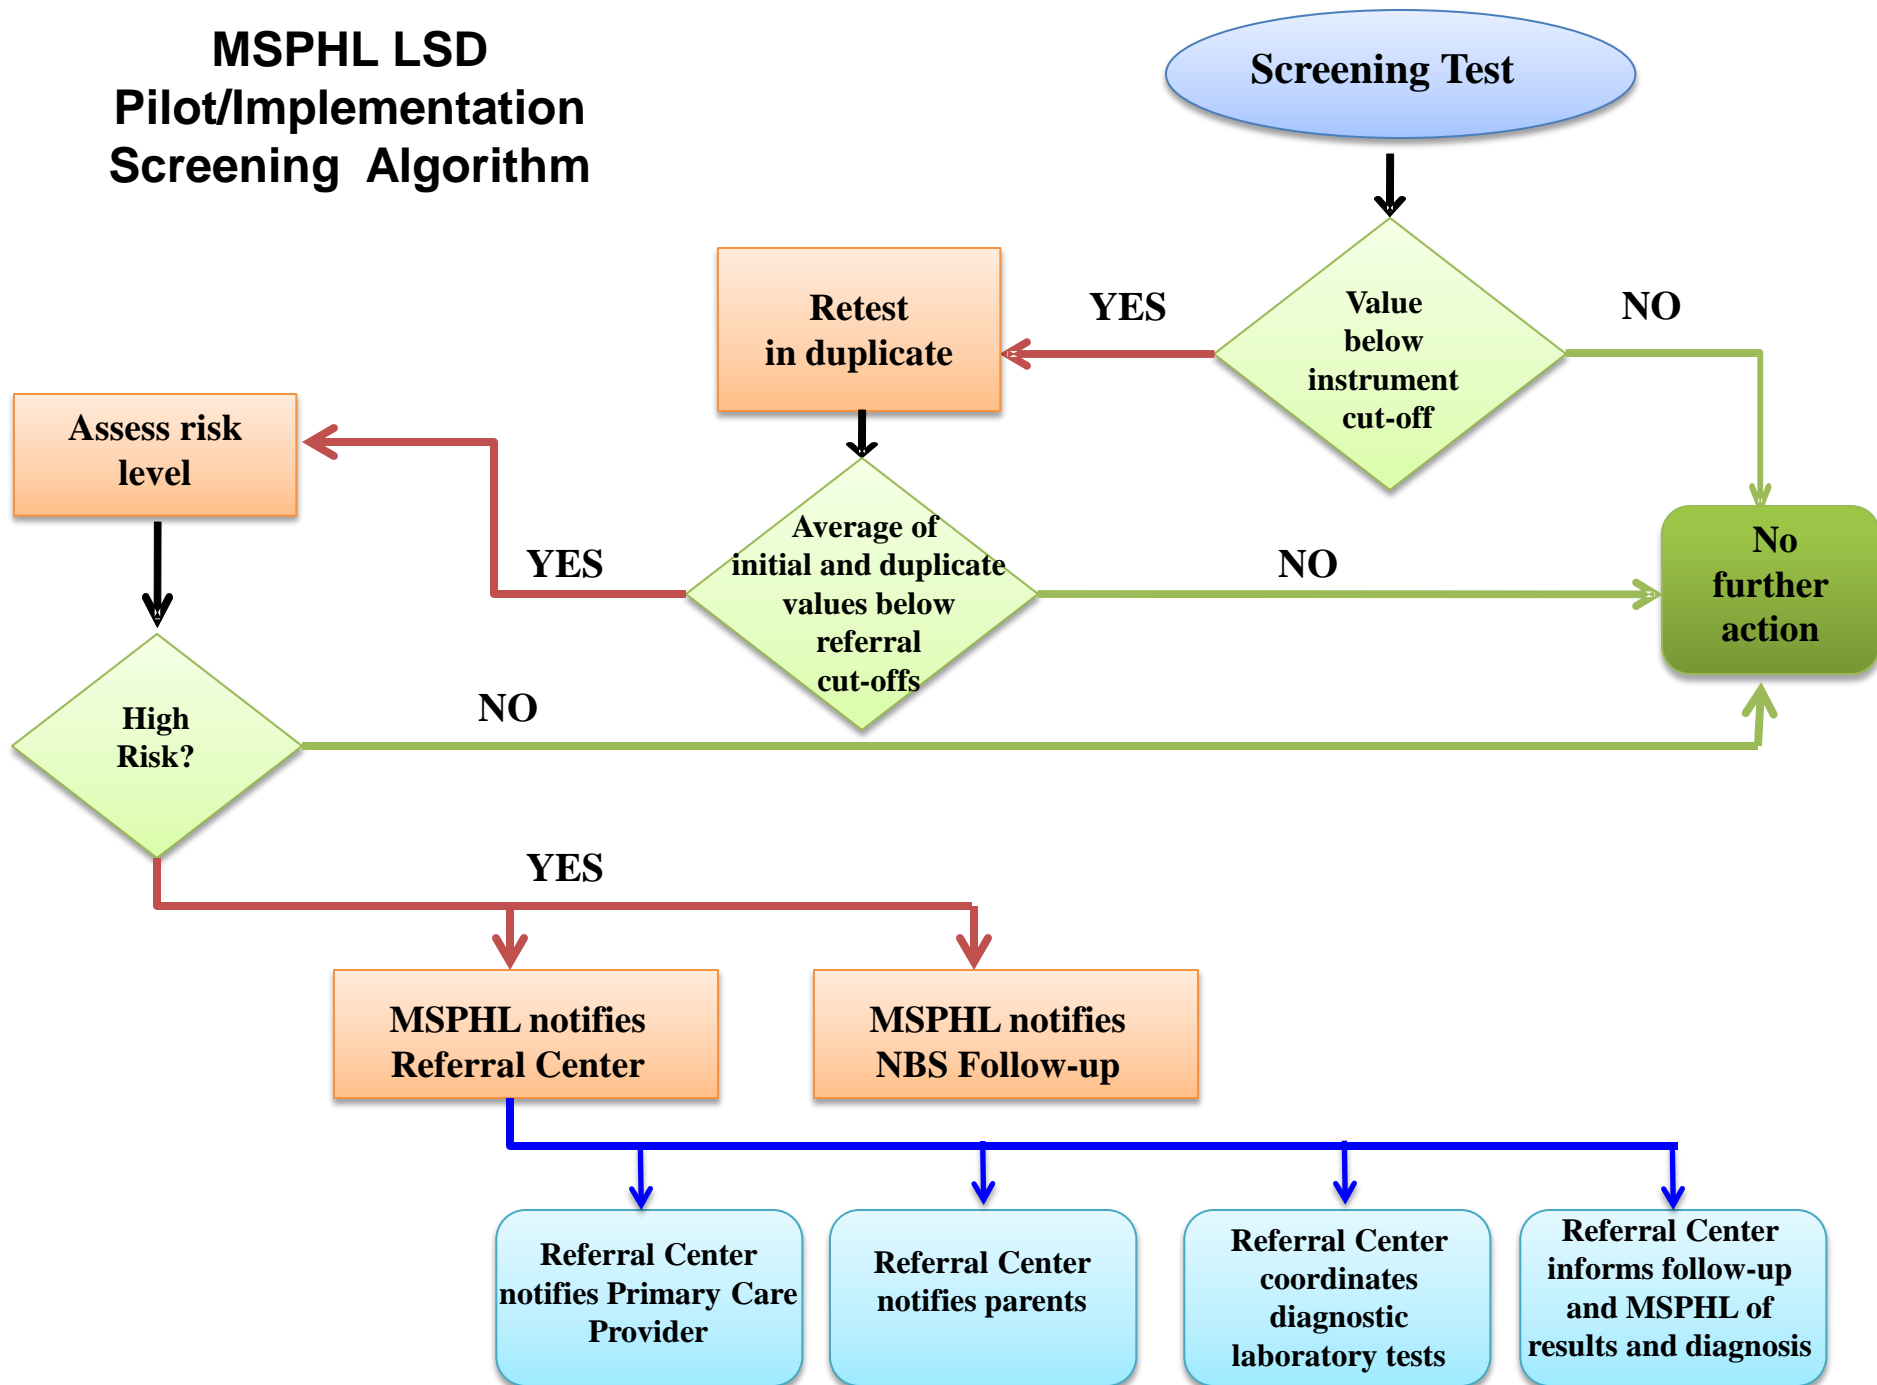 MSPHL LSD
Pilot/Implementation
Screening Algorithm
Screening Test
Value
below
instrument
cut-off
YES
NO
Retest
in duplicate
Assess risk
level
Average of
initial and duplicate
values below
referral
cut-offs
YES
NO
No
further
action
High
Risk?
NO
YES
MSPHL notifies
Referral Center
MSPHL notifies
NBS Follow-up
Referral Center
notifies Primary Care
Provider
Referral Center
notifies parents
Referral Center
coordinates
diagnostic
laboratory tests
Referral Center
informs follow-up
and MSPHL of
results and diagnosis